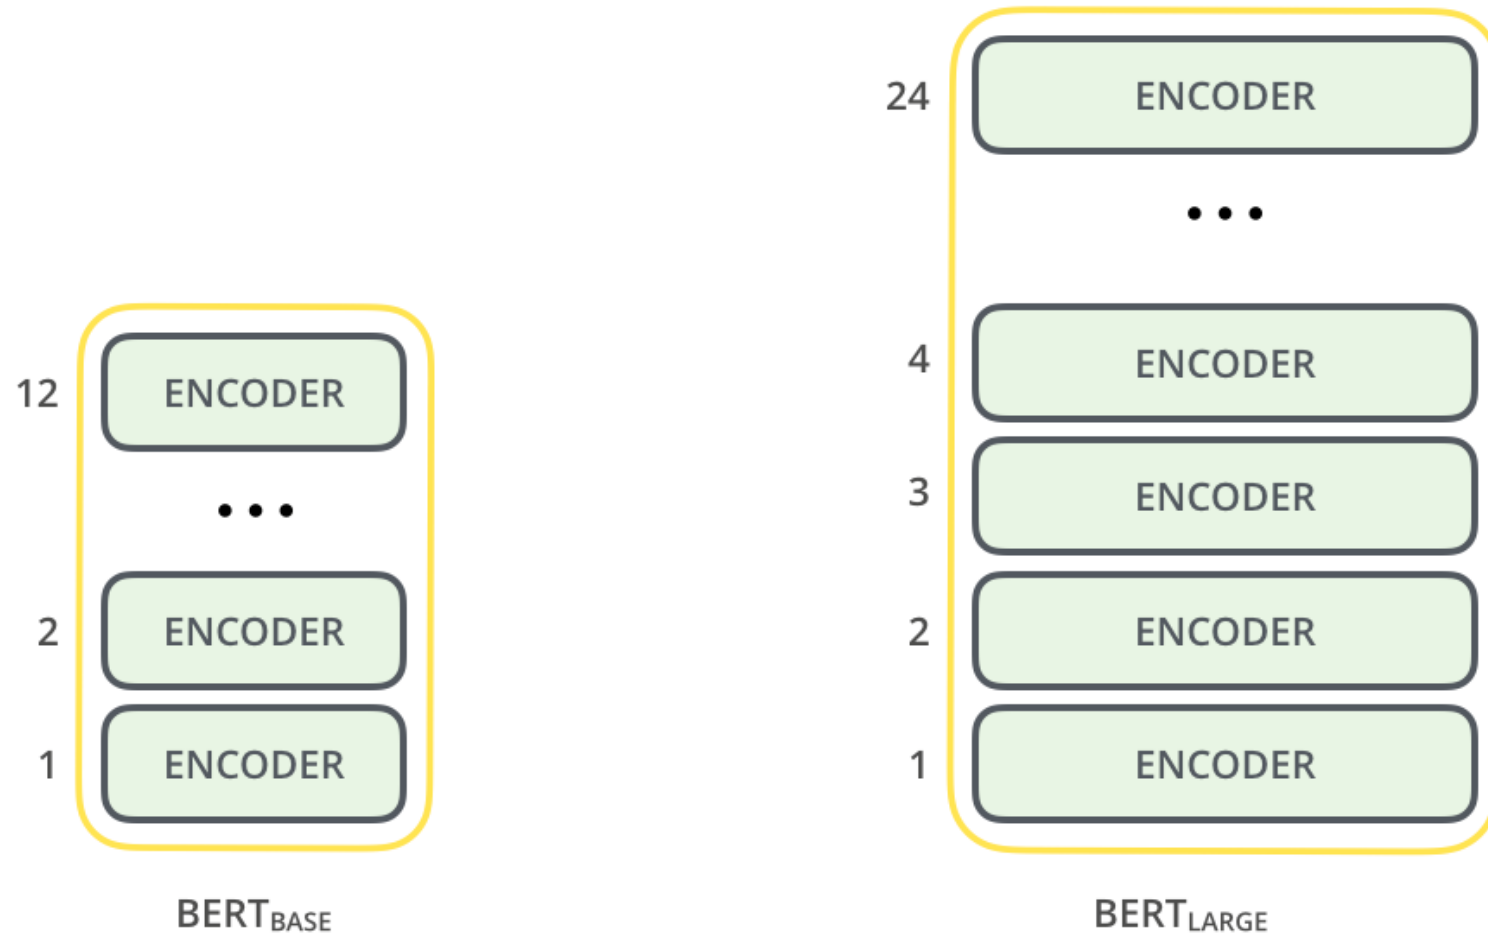 24 ENCODER
...
4 ENCODER
3 ENCODER
2 ENCODER
1 ENCODER
BERTLARGE
12 ENCODER
...
2 ENCODER
1 ENCODER
BERTBASE